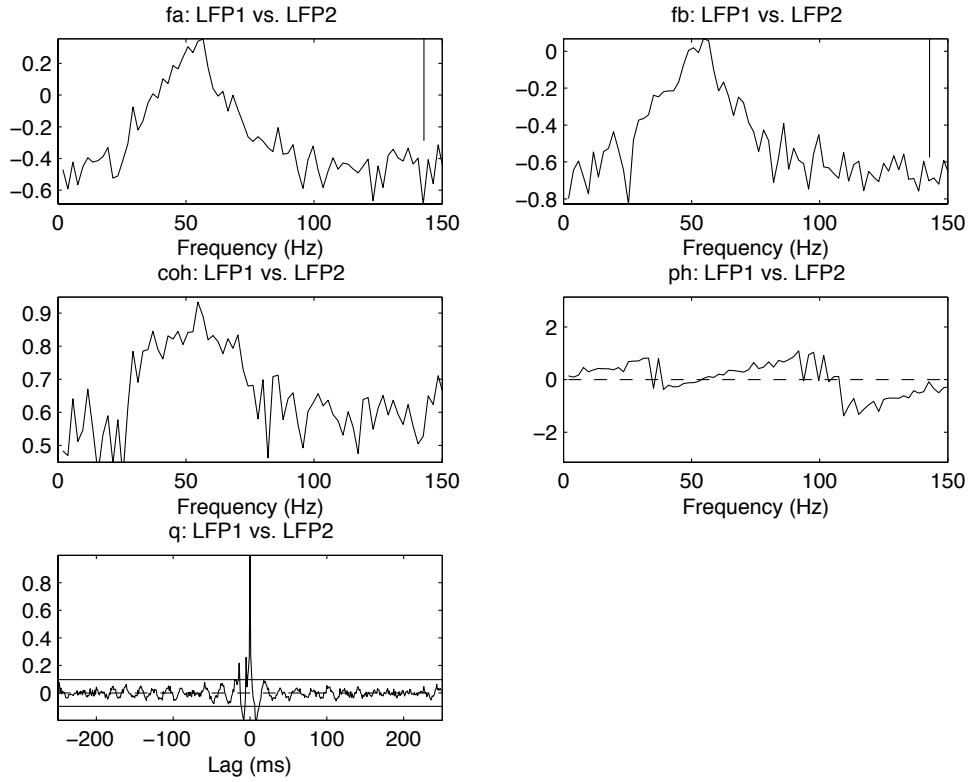 fa: LFP1 vs. LFP2
0.2
0
−0.2
−0.4
−0.6
0 50 100 150
Frequency (Hz)
fb: LFP1 vs. LFP2
0
−0.2
−0.4
−0.6
−0.8
0 50 100 150
Frequency (Hz)
coh: LFP1 vs. LFP2
0.9
0.8
0.7
0.6
0.5
0 50 100 150
Frequency (Hz)
ph: LFP1 vs. LFP2
2
0
−2
0 50 100 150
Frequency (Hz)
q: LFP1 vs. LFP2
0.8
0.6
0.4
0.2
0
−200 −100 0 100 200
Lag (ms)